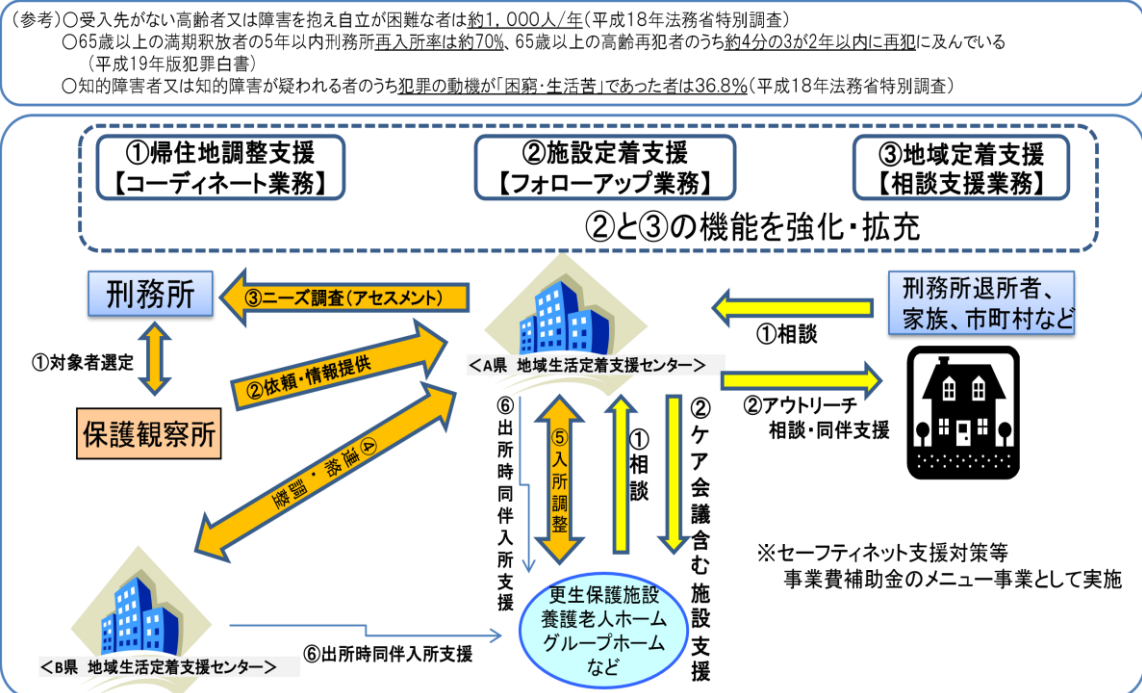 (参考)○受入先がない高齢者又は障害を抱え自立が困難な者は約1,000人/年(平成18年法務省特別調査)
○65歳以上の満期釈放者の5年以内刑務所再入所率は約70%、65歳以上の高齢再犯者のうち約4分の3が2年以内に再犯に及んでいる
(平成19年版犯罪白書)
○知的障害者又は知的障害が疑われる者のうち犯罪の動機が「困窮・生活苦」であった者は36.8%(平成18年法務省特別調査)
①帰住地調整支援
【コーディネート業務】
②施設定着支援
【フォローアップ業務】
③地域定着支援
【相談支援業務】
②と③の機能を強化・拡充
刑務所
③ニーズ調査(アセスメント)
①対象者選定
②依頼・情報提供
保護観察所
④連絡・調整
<A県 地域生活定着支援センター>
①相談
刑務所退所者、
家族、市町村など
②アウトリーチ
相談・同伴支援
⑥出所時同伴入所支援
⑤入所調整
①相談
②ケア会議含む施設支援
※セーフティネット支援対策等
事業費補助金のメニュー事業として実施
更生保護施設
養護老人ホーム
グループホーム
など
<B県 地域生活定着支援センター>
⑥出所時同伴入所支援